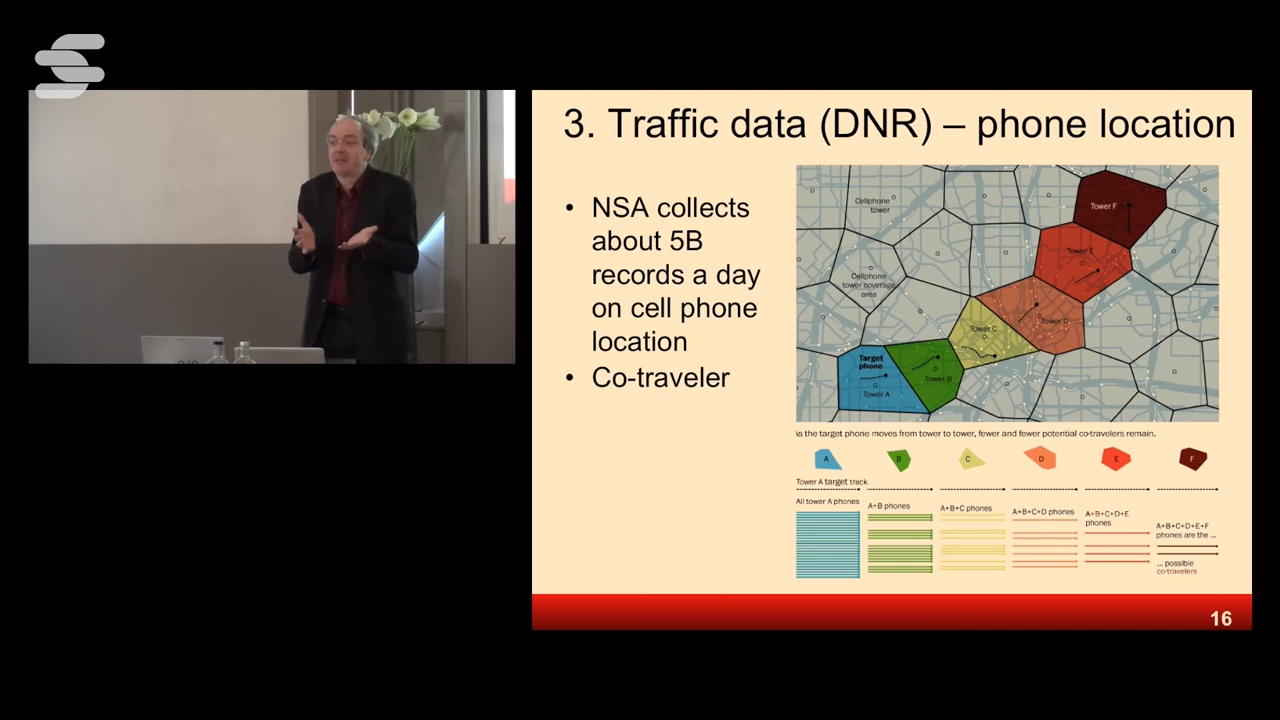 3. Traffic data (DNR) – phone location
• NSA collects
about 5B
records a day
on cell phone
location
• Co-traveler
Cellphone
tower
Cellphone
tower coverage
area
Tower F
Tower E
Tower D
Tower C
Target
phone
Tower B
Tower A
As the target phone moves from tower to tower, fewer and fewer potential co-travelers remain.
A B C D E F
Tower A target track
All tower A phones
A+B phones
A+B+C phones
A+B+C+D phones
A+B+C+D+E
phones
A+B+C+D+E+F
phones are the ...
... possible
co-travelers
16